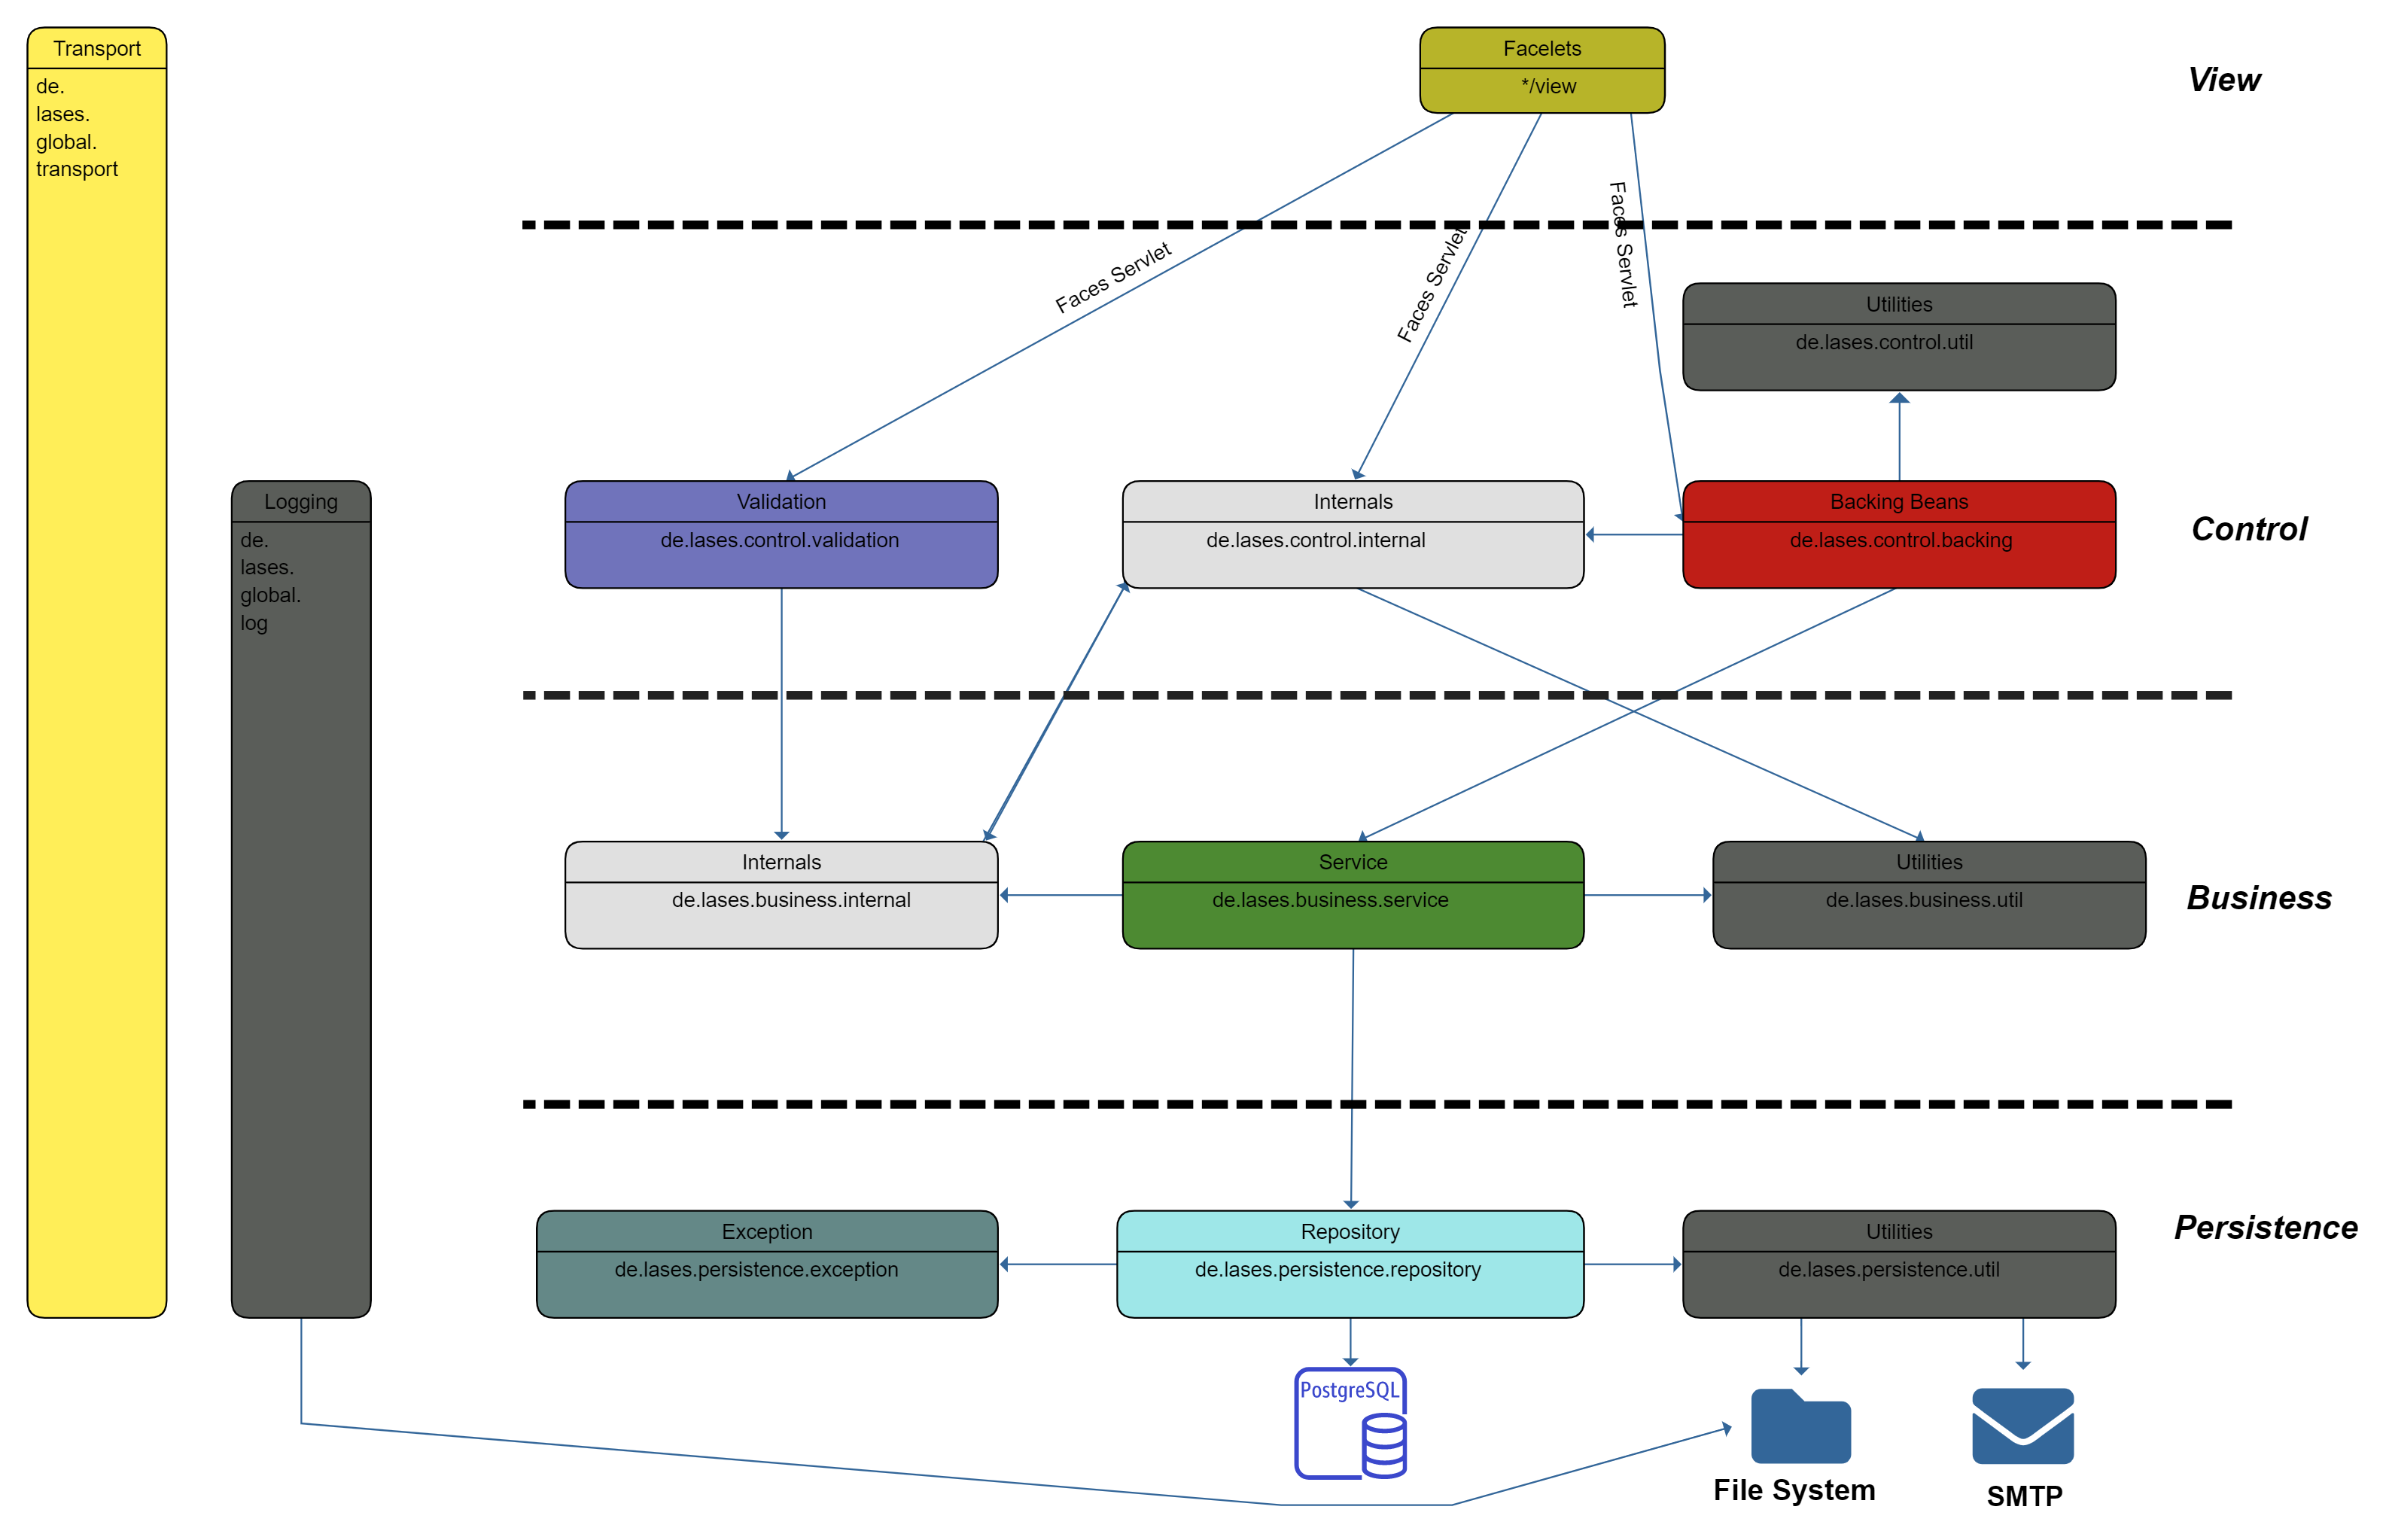 Transport
de.
lases.
global.
transport
Facelets
*/view
View
Faces Servlet
Faces Servlet
Faces Servlet
Utilities
de.lases.control.util
Logging
de.
lases.
global.
log
Validation
de.lases.control.validation
Internals
de.lases.control.internal
Backing Beans
de.lases.control.backing
Control
Internals
de.lases.business.internal
Service
de.lases.business.service
Utilities
de.lases.business.util
Business
Exception
de.lases.persistence.exception
Repository
de.lases.persistence.repository
Utilities
de.lases.persistence.util
Persistence
PostgreSQL
File System
SMTP